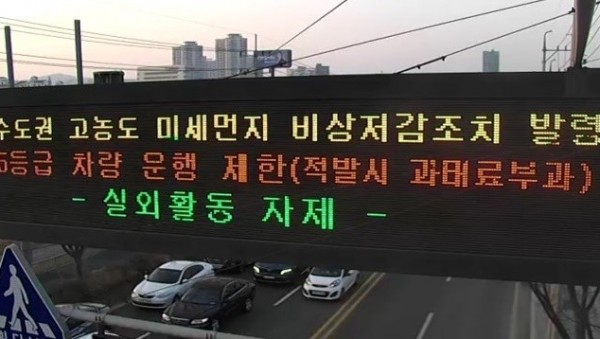 수도권 고농도 미세먼지 비상저감조치 발령
5등급 차량 운행 제한(적발시 과태료부과)
- 실외활동 자제 -